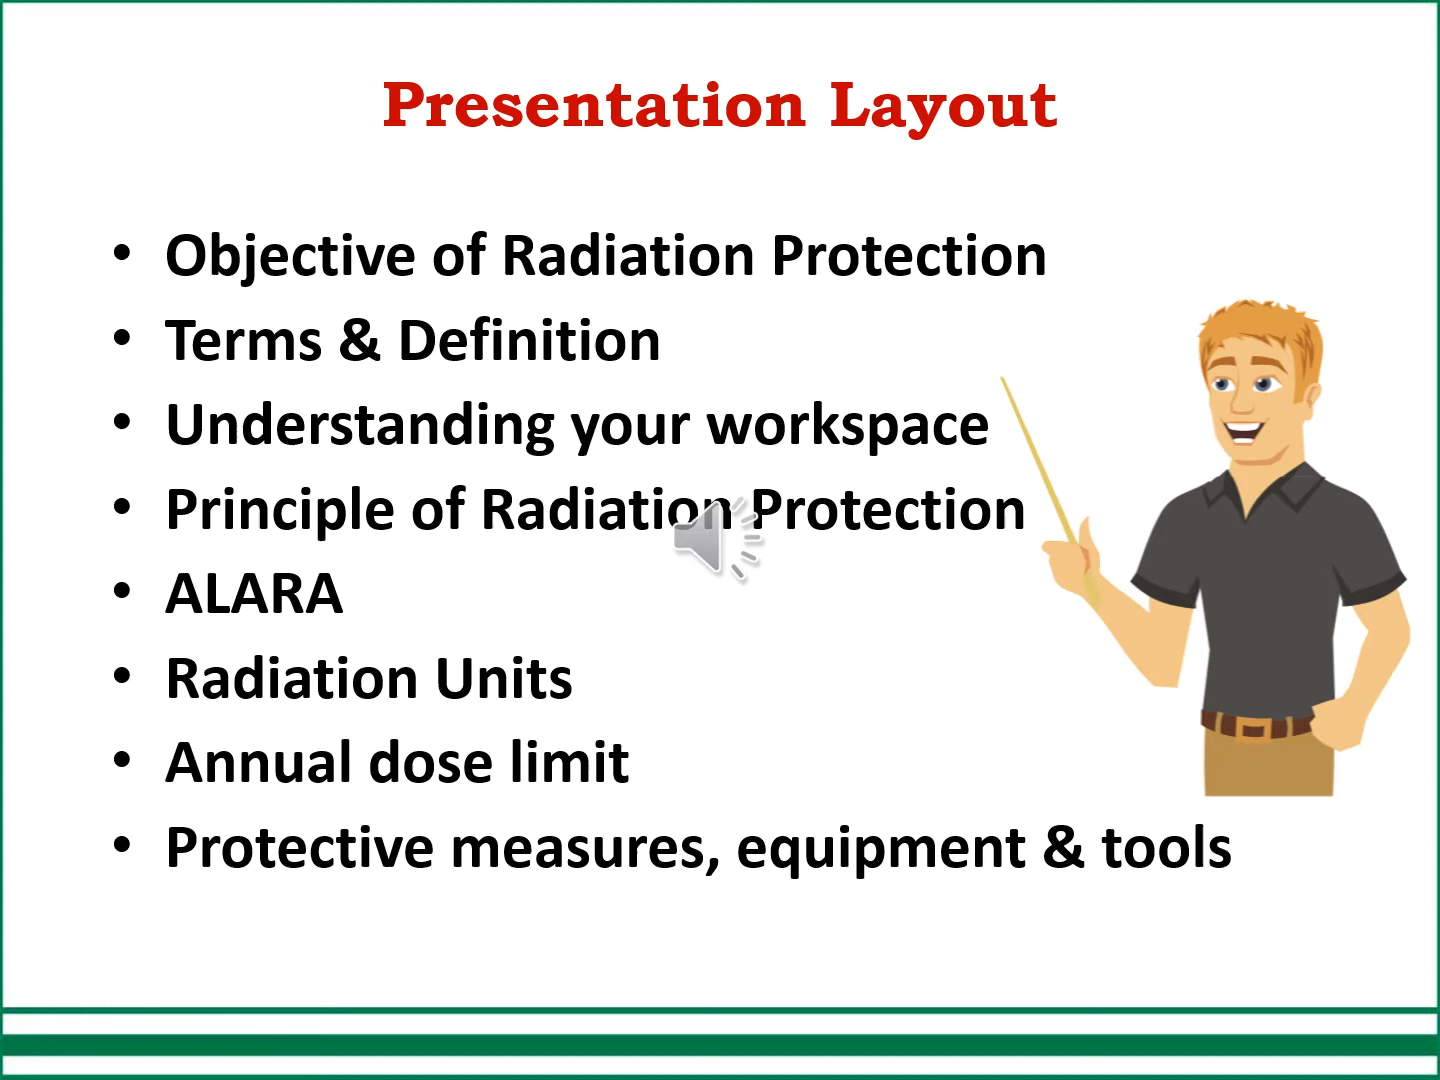 Presentation Layout
• Objective of Radiation Protection
• Terms & Definition
• Understanding your workspace
• Principle of Radiation Protection
• ALARA
• Radiation Units
• Annual dose limit
• Protective measures, equipment & tools